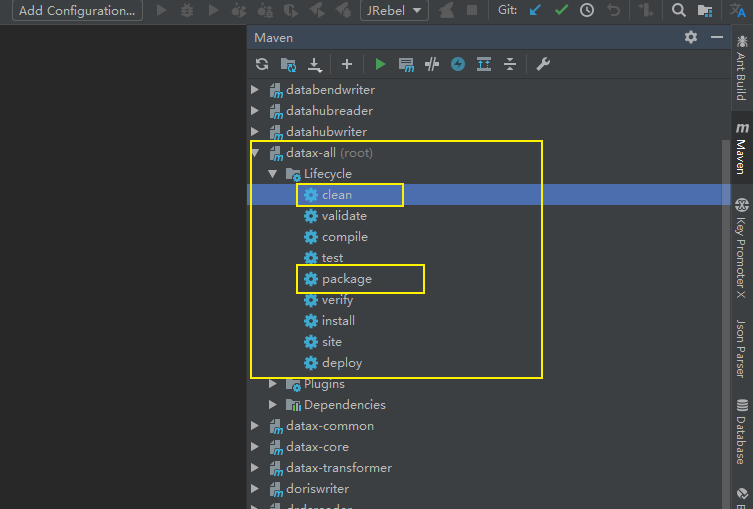 Add Configuration...
JRebel
Git:
Maven
databendwriter
datahubreader
datahubwriter
datax-all (root)
Lifecycle
clean
validate
compile
test
package
verify
install
site
deploy
Plugins
Dependencies
datax-common
datax-core
datax-transformer
doriswriter
Ant Build
Maven
Key Promoter X
Json Parser
Database